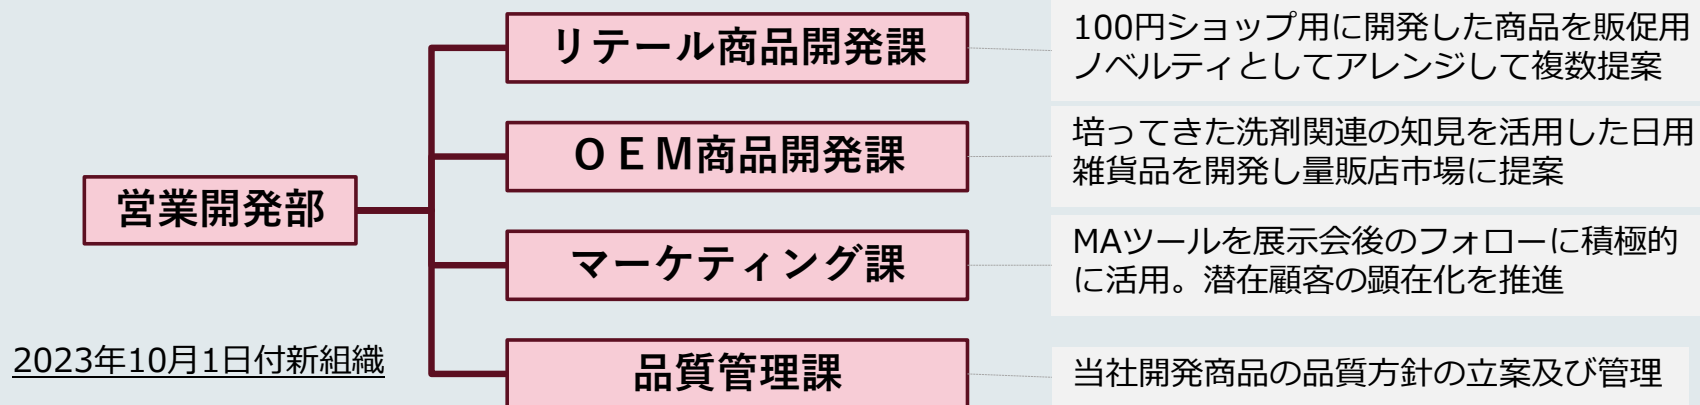 リテール商品開発課
100円ショップ用に開発した商品を販促用
ノベルティとしてアレンジして複数提案
ＯＥＭ商品開発課
培ってきた洗剤関連の知見を活用した日用
雑貨品を開発し量販店市場に提案
営業開発部
マーケティング課
MAツールを展示会後のフォローに積極的
に活用。潜在顧客の顕在化を推進
2023年10月1日付新組織
品質管理課
当社開発商品の品質方針の立案及び管理